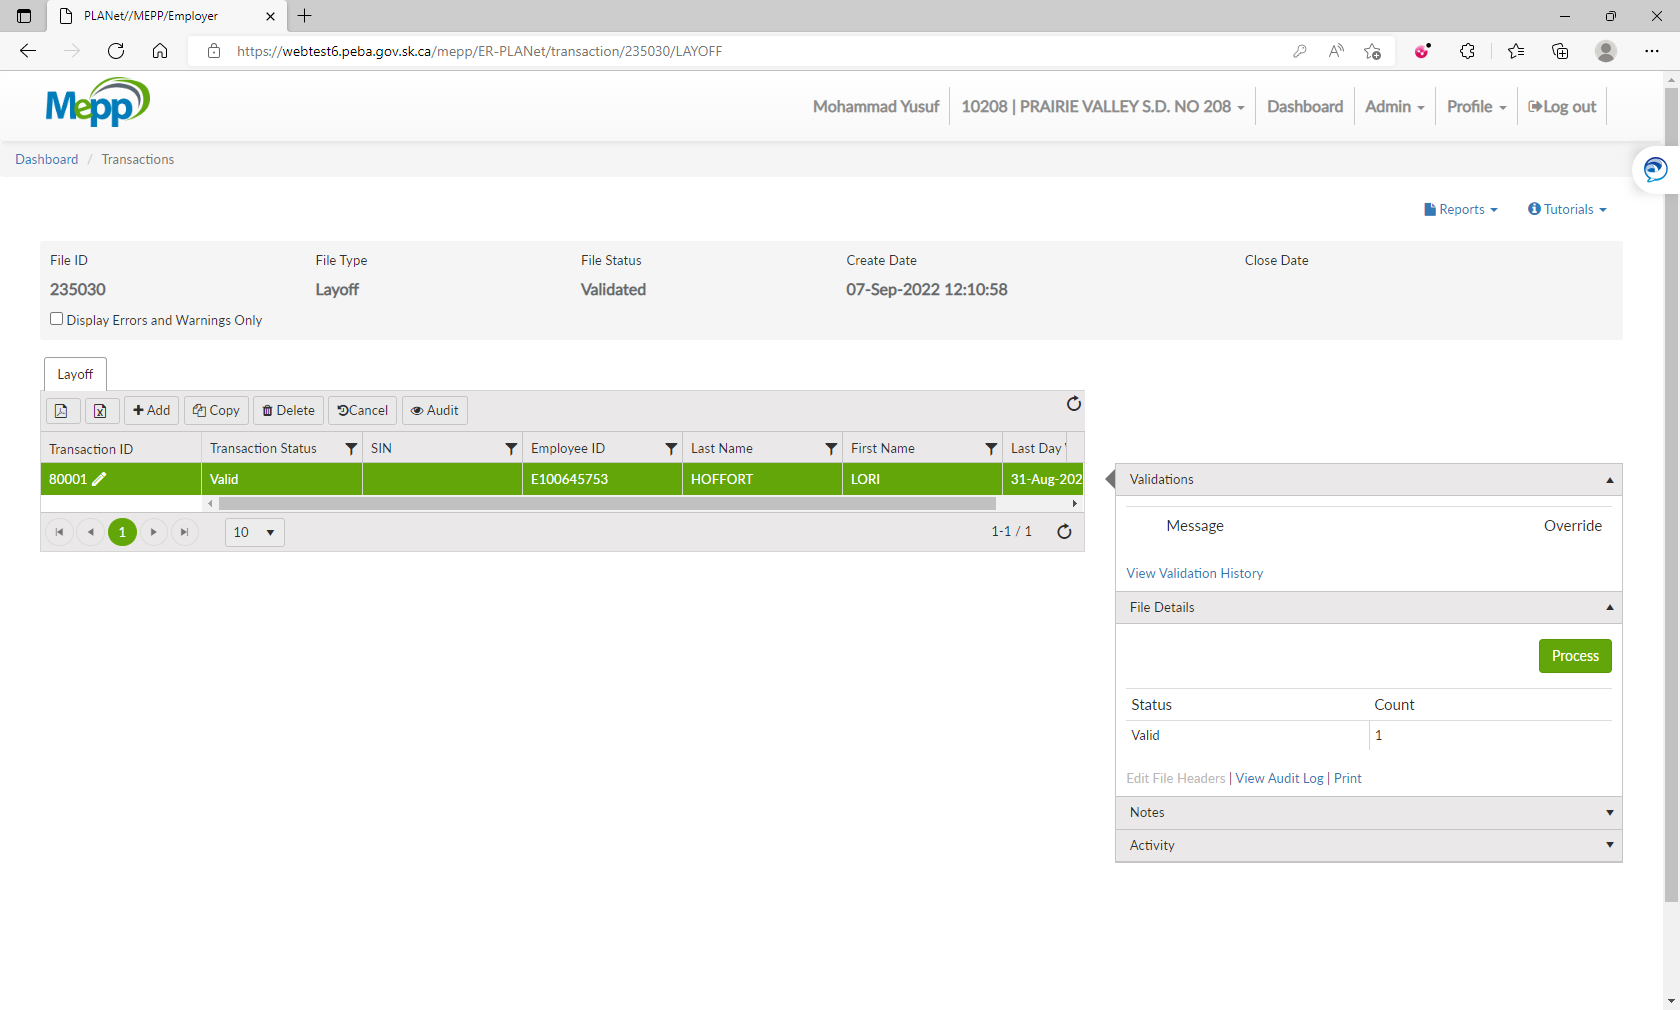 PLANet//MEPP/Employer
https://webtest6.peba.gov.sk.ca/mepp/ER-PLANet/transaction/235030/LAYOFF
Mepp
Mohammad Yusuf
10208 | PRAIRIE VALLEY S.D. NO 208
Dashboard
Admin
Profile
Log out
Dashboard / Transactions
Reports
Tutorials
File ID File Type File Status Create Date Close Date
235030 Layoff Validated 07-Sep-2022 12:10:58
Display Errors and Warnings Only
Layoff
Add Copy Delete Cancel Audit
Transaction ID Transaction Status SIN Employee ID Last Name First Name Last Day
80001 Valid E100645753 HOFFORT LORI 31-Aug-202
1 10 1-1 / 1
Validations
Message Override
View Validation History
File Details
Process
Status Count
Valid 1
Edit File Headers | View Audit Log | Print
Notes
Activity